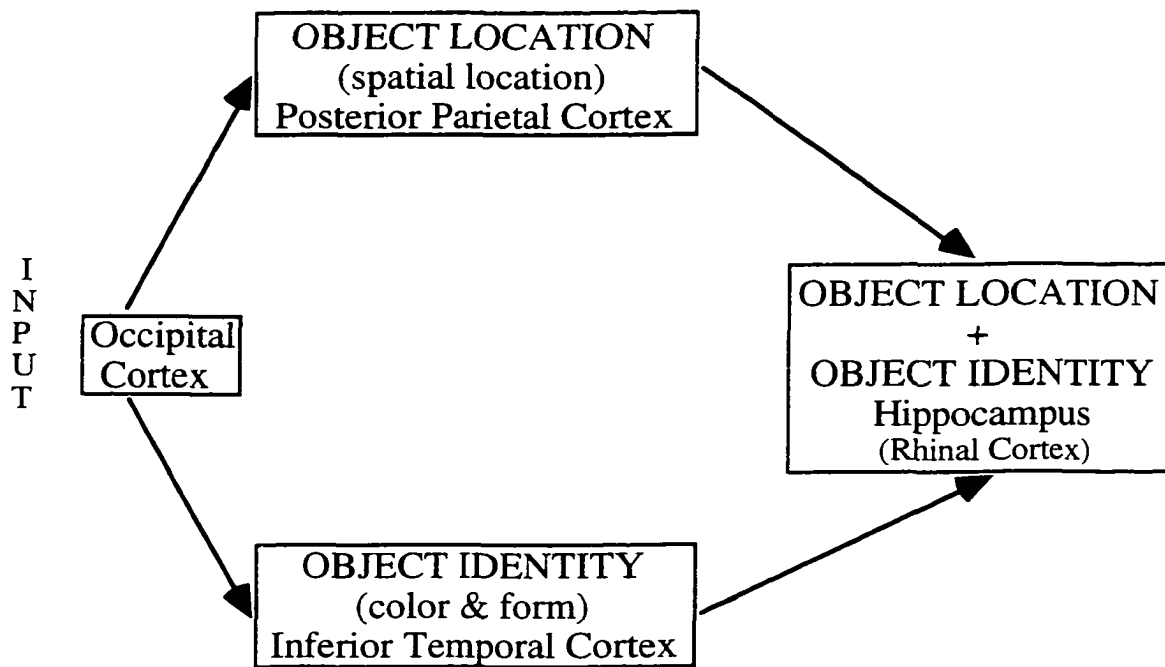 OBJECT LOCATION
(spatial location)
Posterior Parietal Cortex
INPUT
Occipital
Cortex
OBJECT LOCATION
+
OBJECT IDENTITY
Hippocampus
(Rhinal Cortex)
OBJECT IDENTITY
(color & form)
Inferior Temporal Cortex